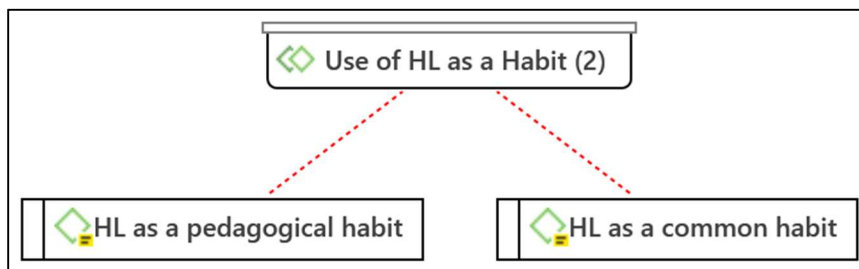 Use of HL as a Habit (2)
HL as a pedagogical habit
HL as a common habit